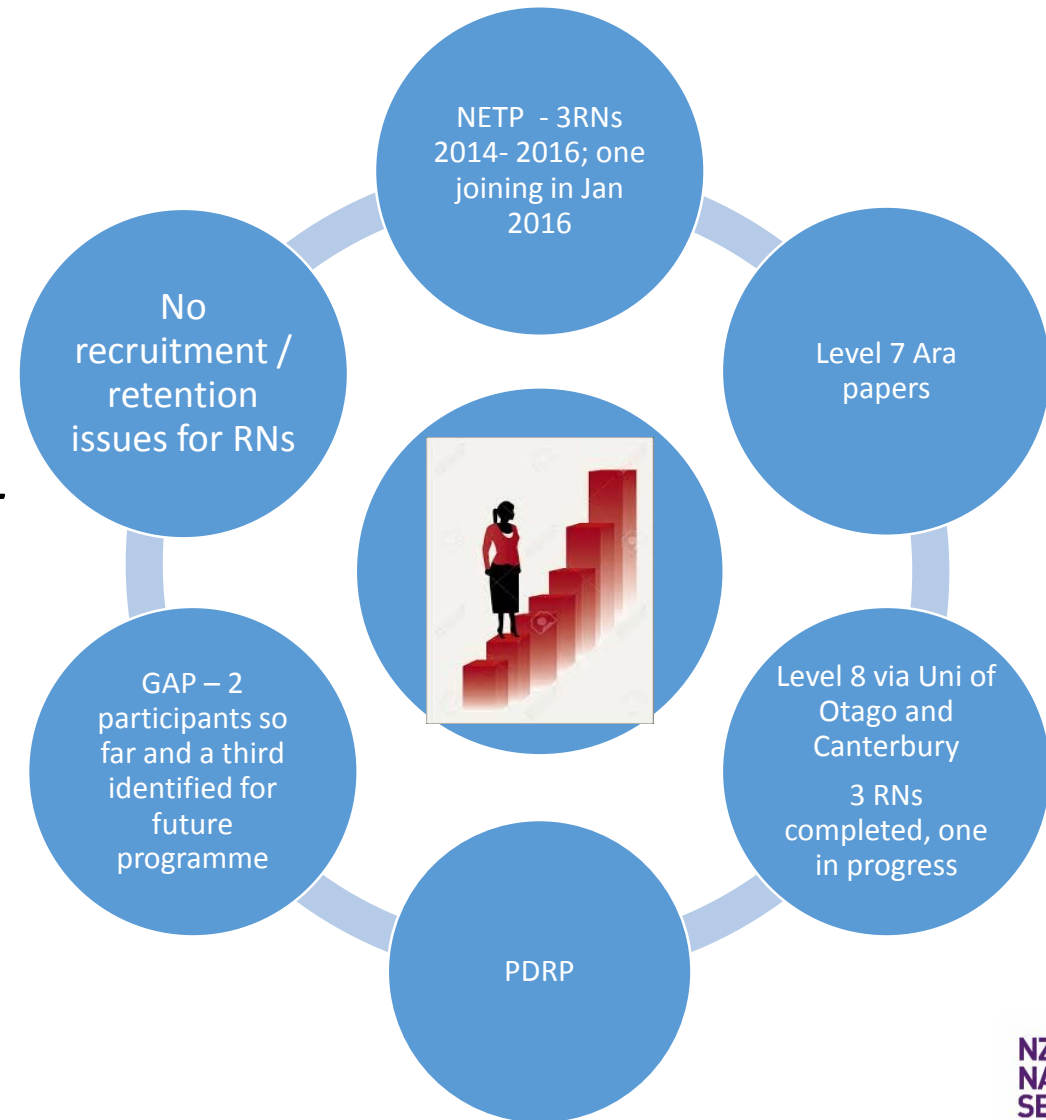 NETP - 3RNs
2014- 2016; one
joining in Jan
2016
Level 7 Ara
papers
Level 8 via Uni of
Otago and
Canterbury
3 RNs
completed, one
in progress
PDRP
GAP – 2
participants so
far and a third
identified for
future
programme
No
recruitment /
retention
issues for RNs
NZ